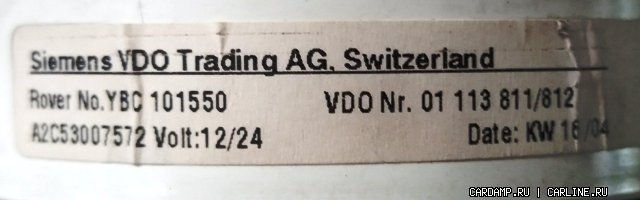 Siemens VDO Trading AG, Switzerland
Rover No.YBC 101550 VDO Nr. 01 113 811/812
A2C53007572 Volt:12/24 Date: KW 16/04
CARDAMP.RU | CARLINE.RU